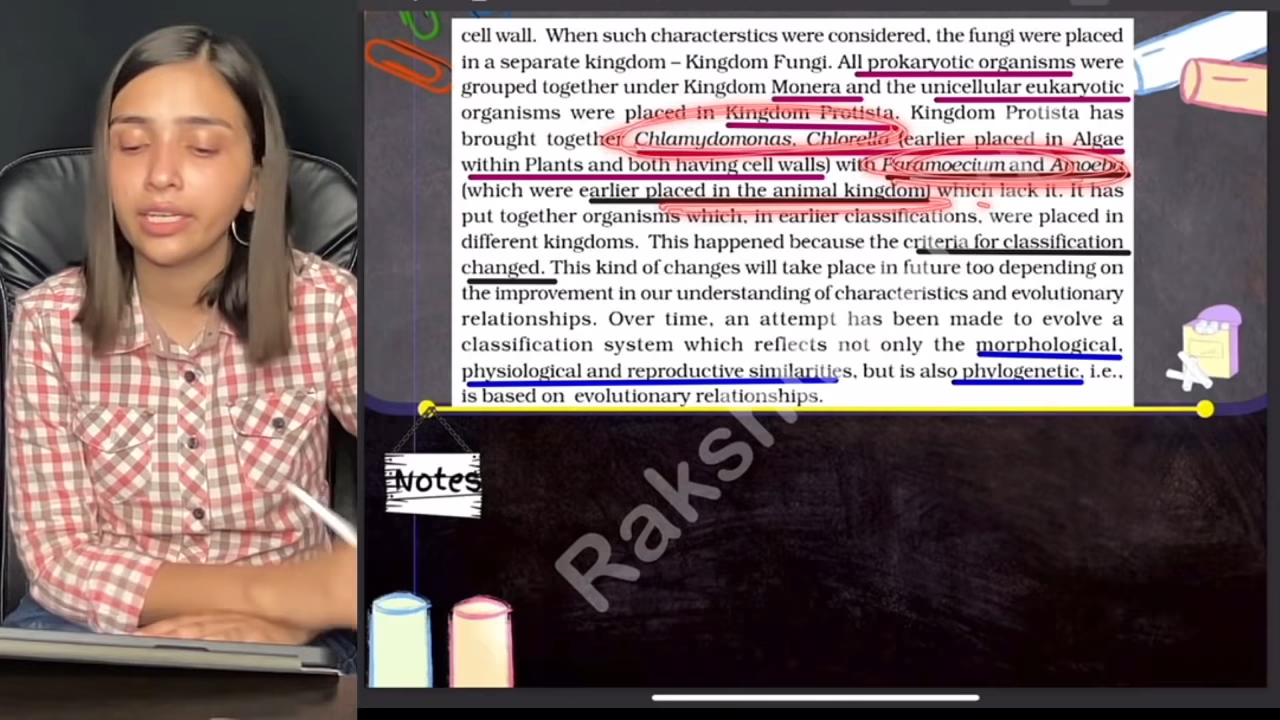 cell wall. When such characterstics were considered, the fungi were placed
in a separate kingdom – Kingdom Fungi. All prokaryotic organisms were
grouped together under Kingdom Monera and the unicellular eukaryotic
organisms were placed in Kingdom Protista. Kingdom Protista has
brought together Chlamydomonas, Chlorella (earlier placed in Algae
within Plants and both having cell walls) with Paramoecium and Amoeba
(which were earlier placed in the animal kingdom) which lack it. It has
put together organisms which, in earlier classifications, were placed in
different kingdoms. This happened because the criteria for classification
changed. This kind of changes will take place in future too depending on
the improvement in our understanding of characteristics and evolutionary
relationships. Over time, an attempt has been made to evolve a
classification system which reflects not only the morphological,
physiological and reproductive similarities, but is also phylogenetic, i.e.,
is based on evolutionary relationships.
Notes